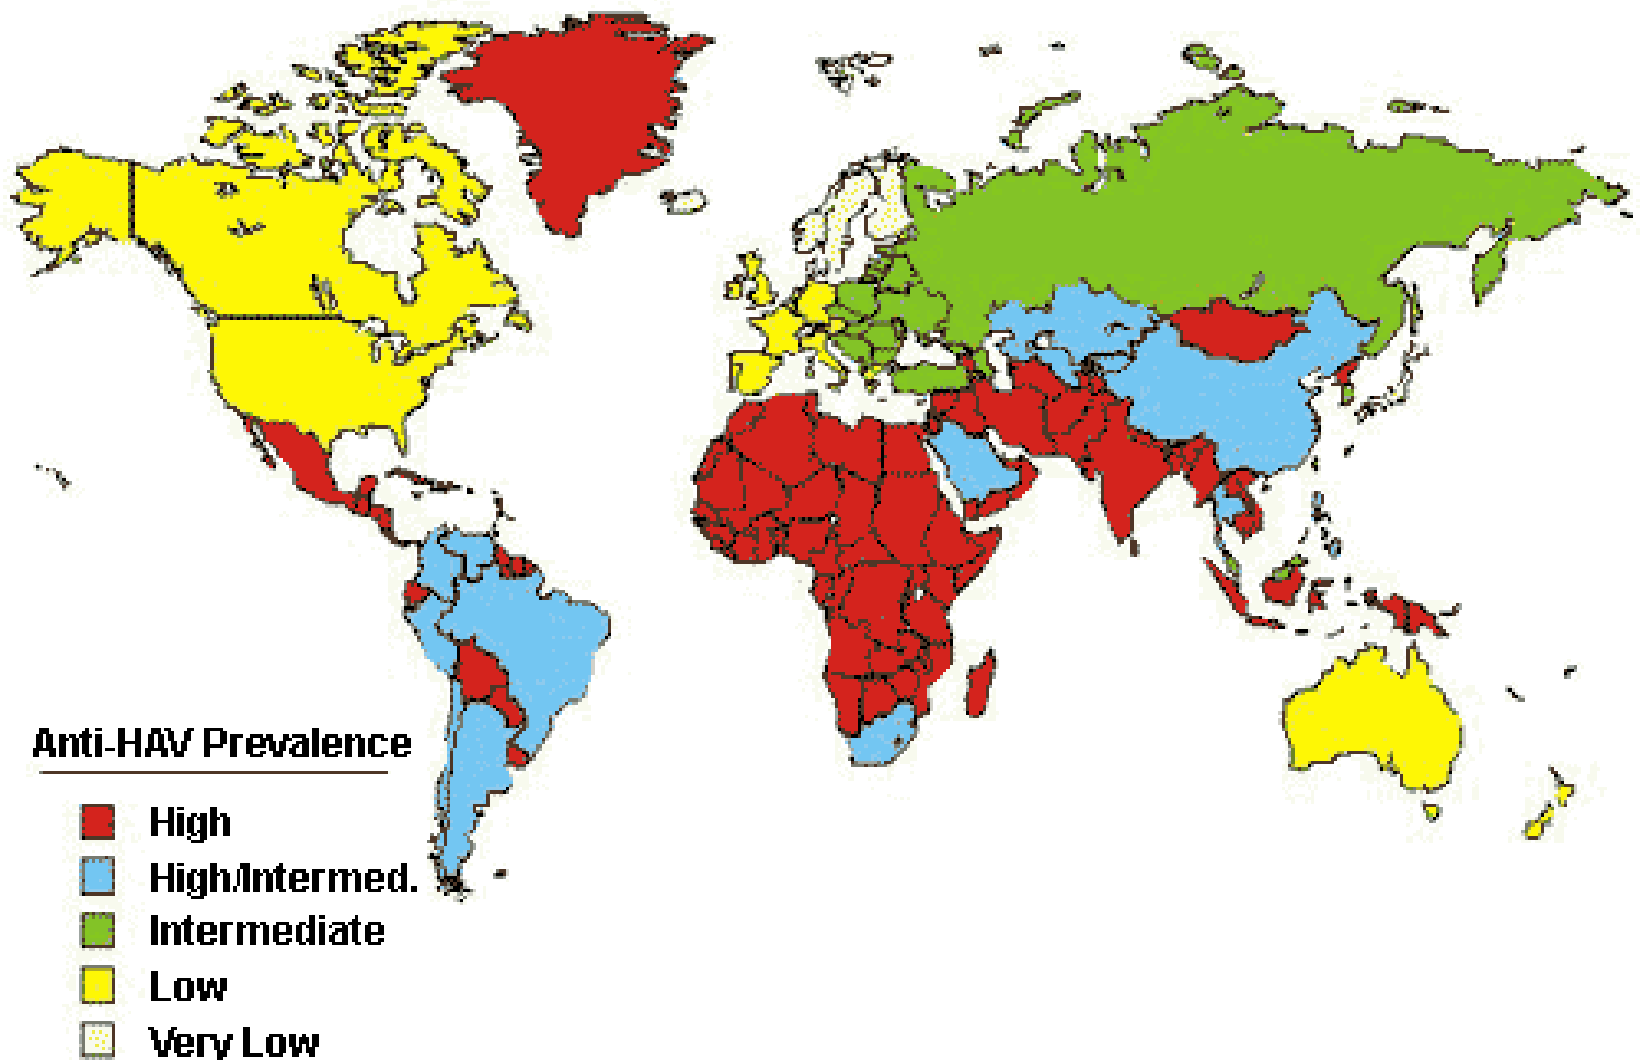 Anti-HAV Prevalence
High
High/Intermed.
Intermediate
Low
Very Low